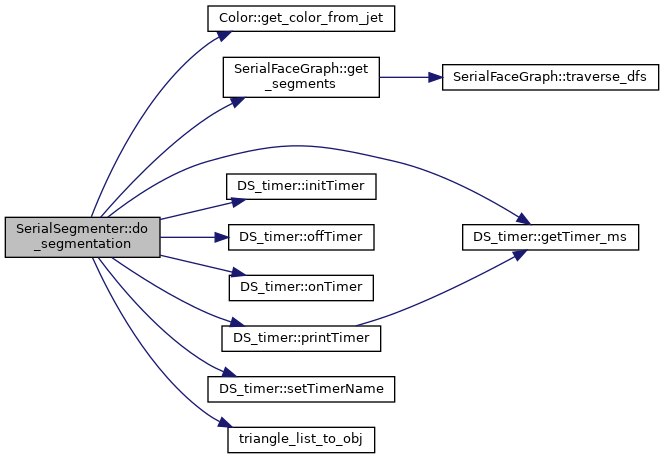 SerialSegmenter::do
_segmentation
Color::get_color_from_jet
SerialFaceGraph::get
_segments
SerialFaceGraph::traverse_dfs
DS_timer::initTimer
DS_timer::offTimer
DS_timer::getTimer_ms
DS_timer::onTimer
DS_timer::printTimer
DS_timer::setTimerName
triangle_list_to_obj